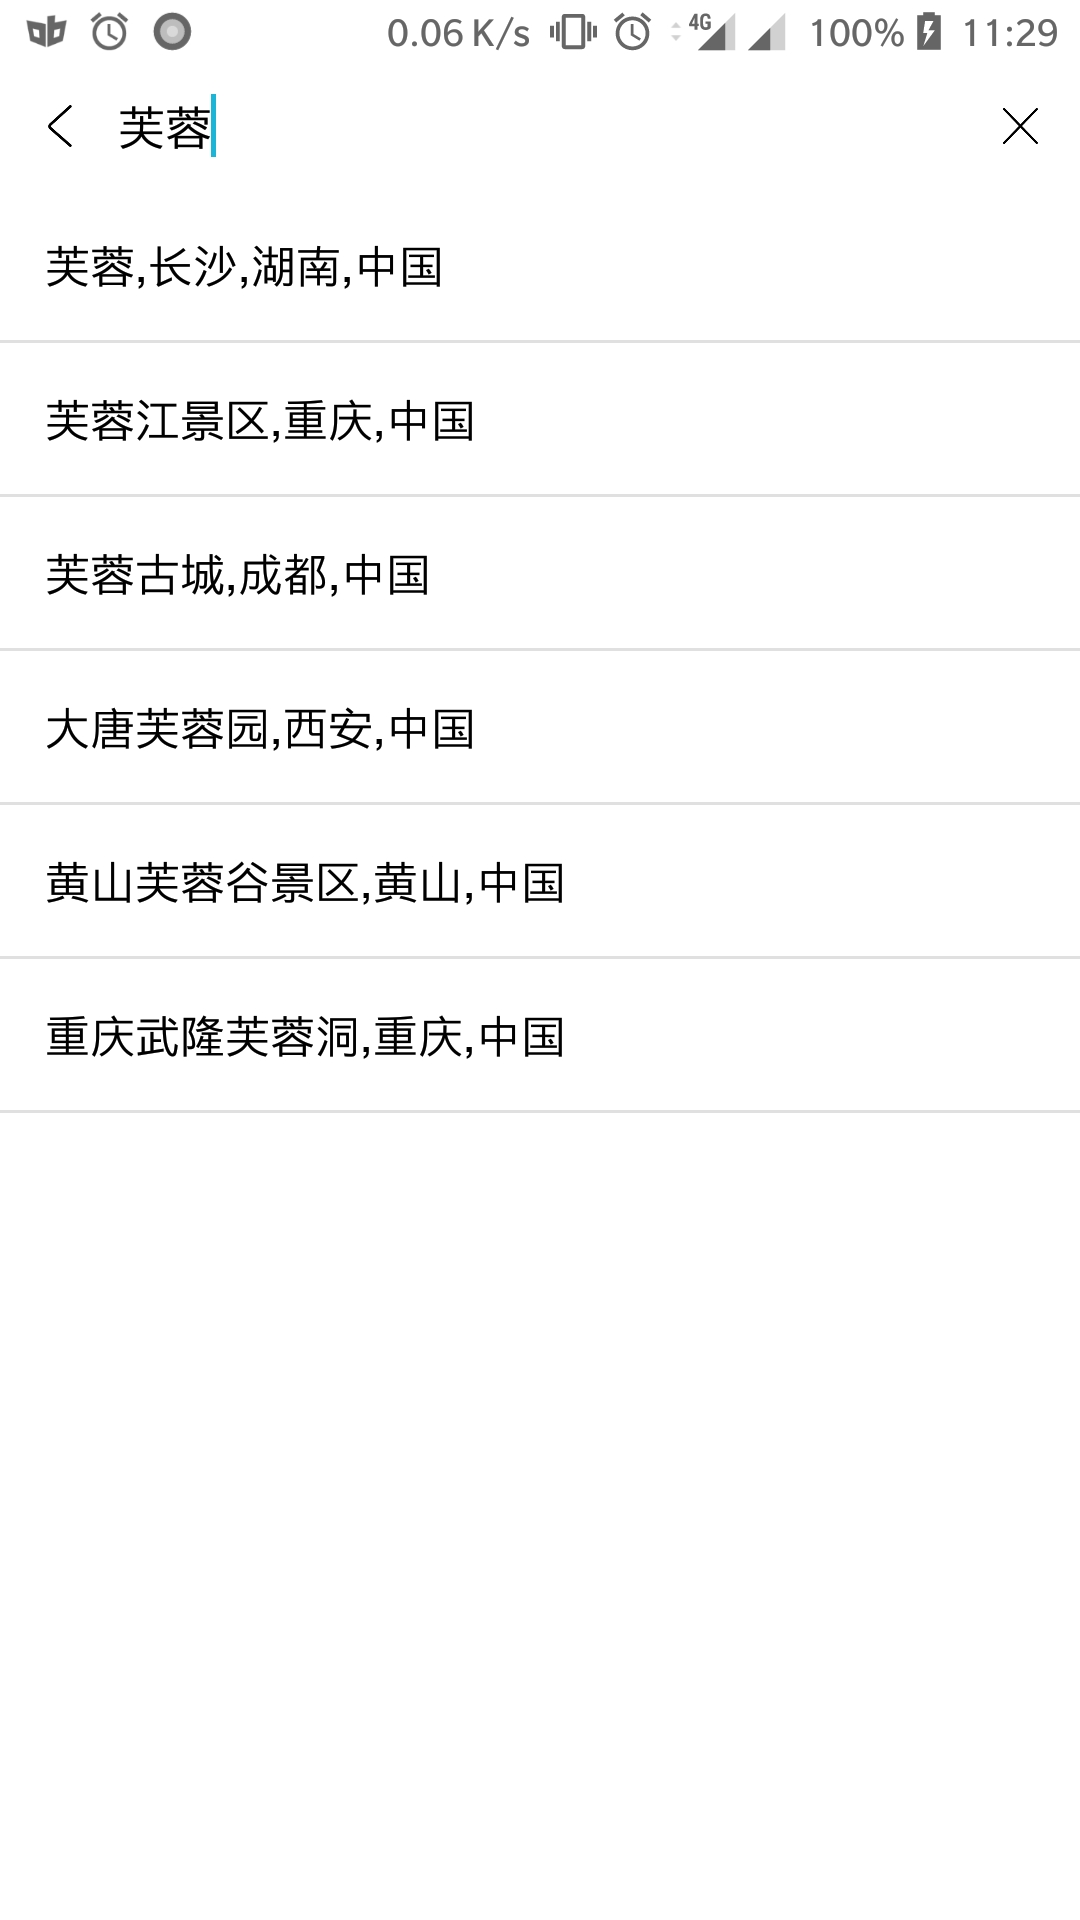 0.06 K/s 4G 100% 11:29
芙蓉
芙蓉,长沙,湖南,中国
芙蓉江景区,重庆,中国
芙蓉古城,成都,中国
大唐芙蓉园,西安,中国
黄山芙蓉谷景区,黄山,中国
重庆武隆芙蓉洞,重庆,中国